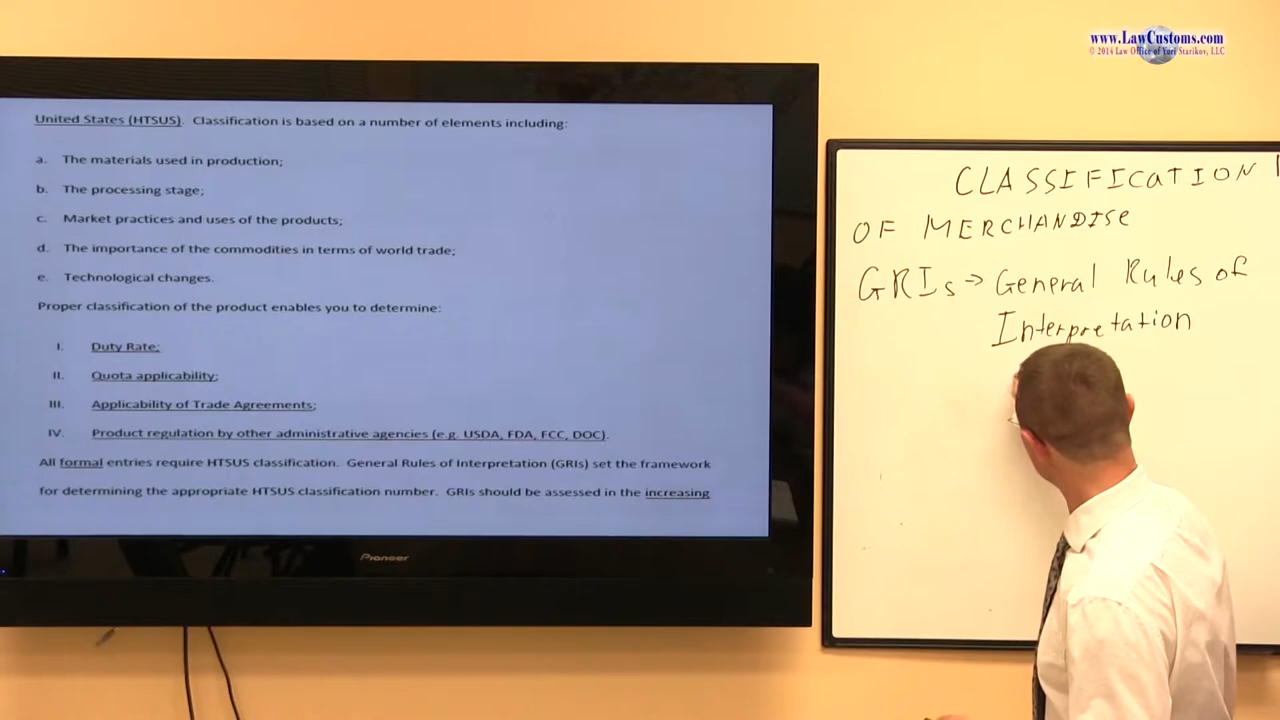 www.LawCustoms.com
© 2014 Law Office of Yuri Starikov, LLC
United States (HTSUS). Classification is based on a number of elements including:
a. The materials used in production;
b. The processing stage;
c. Market practices and uses of the products;
d. The importance of the commodities in terms of world trade;
e. Technological changes.
Proper classification of the product enables you to determine:
I. Duty Rate;
II. Quota applicability;
III. Applicability of Trade Agreements;
IV. Product regulation by other administrative agencies (e.g. USDA, FDA, FCC, DOC).
All formal entries require HTSUS classification. General Rules of Interpretation (GRIs) set the framework
for determining the appropriate HTSUS classification number. GRIs should be assessed in the increasing
Pioneer
CLASSIFICATION
OF MERCHANDISE
GRIs ⇒ General Rules of
Interpretation